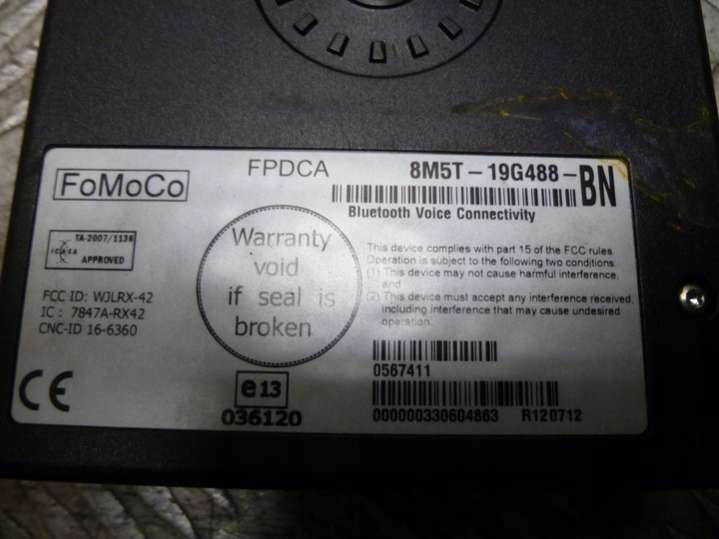 FoMoCo
FPDCA
8M5T-19G488-BN
Bluetooth Voice Connectivity
TA-2007/1138
ICASA
APPROVED
Warranty
void
if seal is
broken
This device complies with part 15 of the FCC rules.
Operation is subject to the following two conditions:
(1) This device may not cause harmful interference,
and
(2) This device must accept any interference received,
including interference that may cause undesired
operation.
FCC ID: WJLRX-42
IC : 7847A-RX42
CNC-ID 16-6360
CE
e13
036120
0567411
000000330604863 R120712